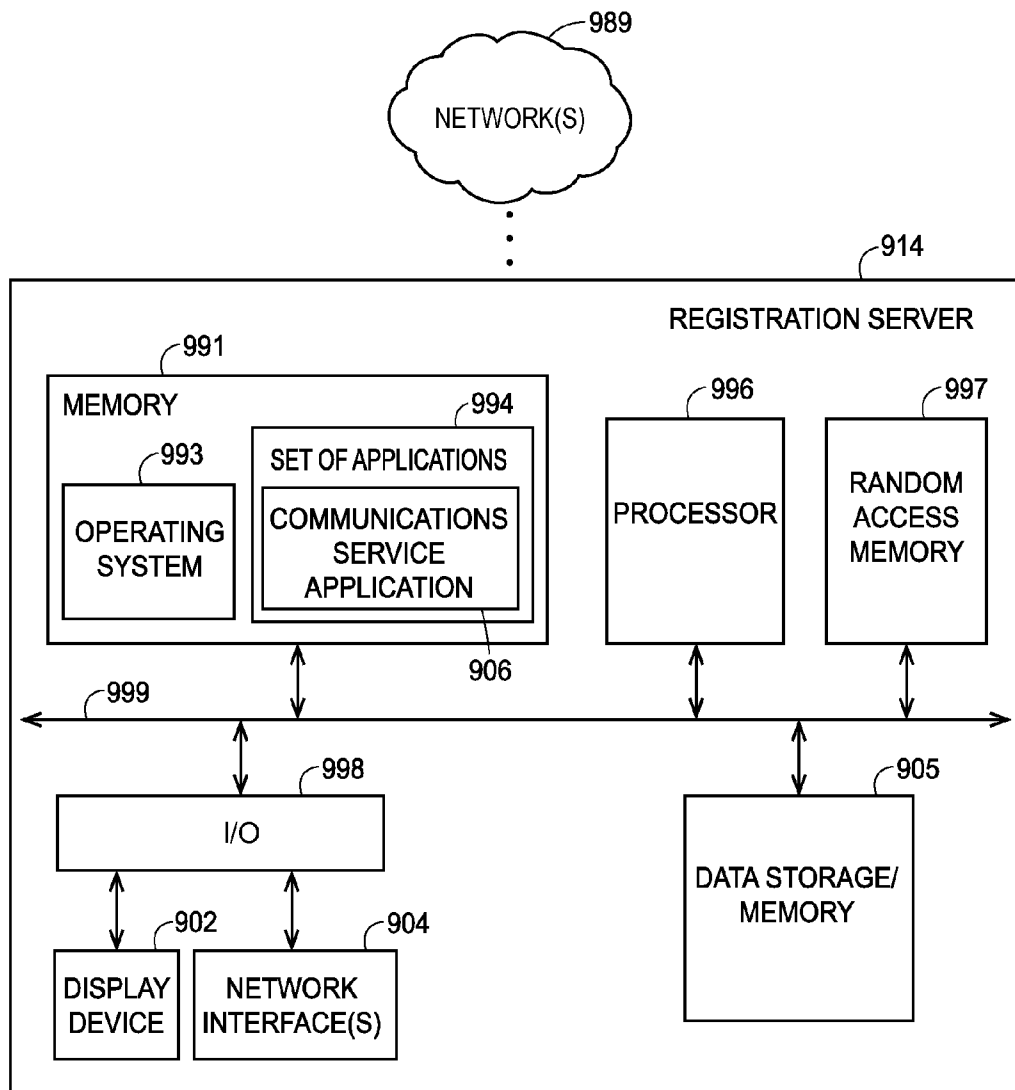 989
NETWORK(S)
914
REGISTRATION SERVER
991
MEMORY
994
SET OF APPLICATIONS
993
OPERATING
SYSTEM
COMMUNICATIONS
SERVICE
APPLICATION
906
996
PROCESSOR
997
RANDOM
ACCESS
MEMORY
999
998
I/O
905
DATA STORAGE/
MEMORY
902
DISPLAY
DEVICE
904
NETWORK
INTERFACE(S)